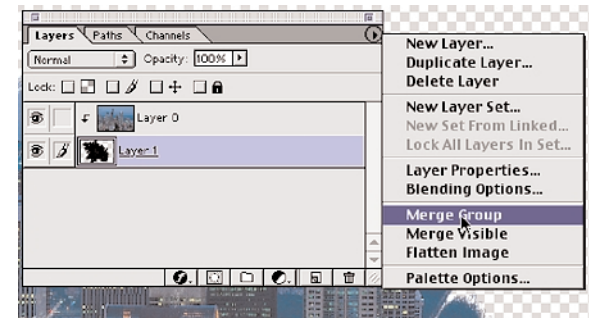 Layers Paths Channels
Normal Opacity: 100%
Lock:
Layer 0
Layer 1
New Layer...
Duplicate Layer...
Delete Layer
New Layer Set...
New Set From Linked...
Lock All Layers In Set...
Layer Properties...
Blending Options...
Merge Group
Merge Visible
Flatten Image
Palette Options...